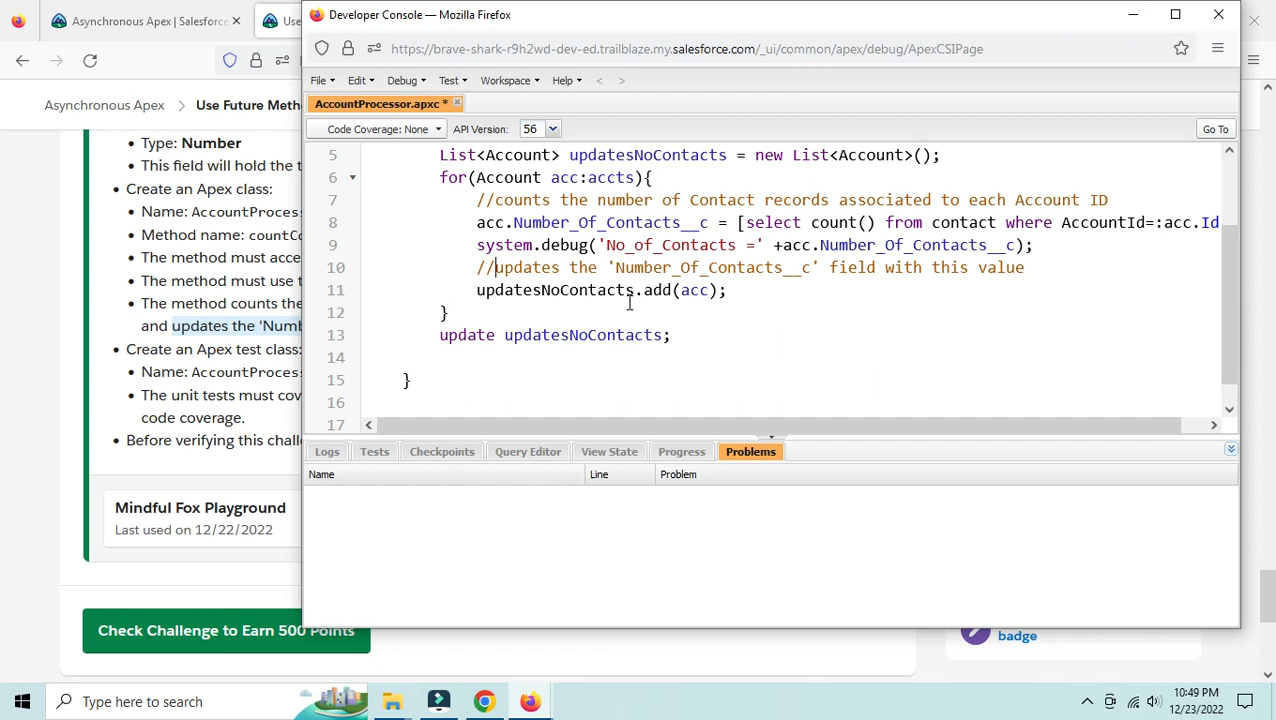 Asynchronous Apex | Salesforce
Use
Developer Console — Mozilla Firefox
https://brave-shark-r9h2wd-dev-ed.trailblaze.my.salesforce.com/_ui/common/apex/debug/ApexCSIPage
File Edit Debug Test Workspace Help < >
AccountProcessor.apxc *
Code Coverage: None API Version: 56 Go To
Asynchronous Apex > Use Future Metho
Type: Number
This field will hold the t
Create an Apex class:
Name: AccountProces
Method name: countCo
The method must acce
The method must use t
The method counts the
and updates the 'Numb
Create an Apex test class:
Name: AccountProces
The unit tests must cov
code coverage.
Before verifying this chall
Mindful Fox Playground
Last used on 12/22/2022
Check Challenge to Earn 500 Points
5 List<Account> updatesNoContacts = new List<Account>();
6 for(Account acc:accts){
7 //counts the number of Contact records associated to each Account ID
8 acc.Number_Of_Contacts__c = [select count() from contact where AccountId=:acc.Id
9 system.debug('No_of_Contacts =' +acc.Number_Of_Contacts__c);
10 //updates the 'Number_Of_Contacts__c' field with this value
11 updatesNoContacts.add(acc);
12 }
13 update updatesNoContacts;
14
15 }
16
17
Logs Tests Checkpoints Query Editor View State Progress Problems
Name Line Problem
badge
Type here to search
10:49 PM
12/23/2022